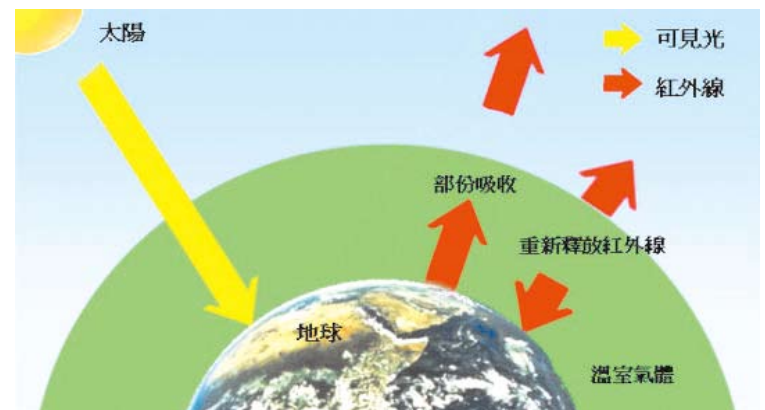 太陽
可見光
紅外線
部份吸收
重新釋放紅外線
地球
溫室氣體